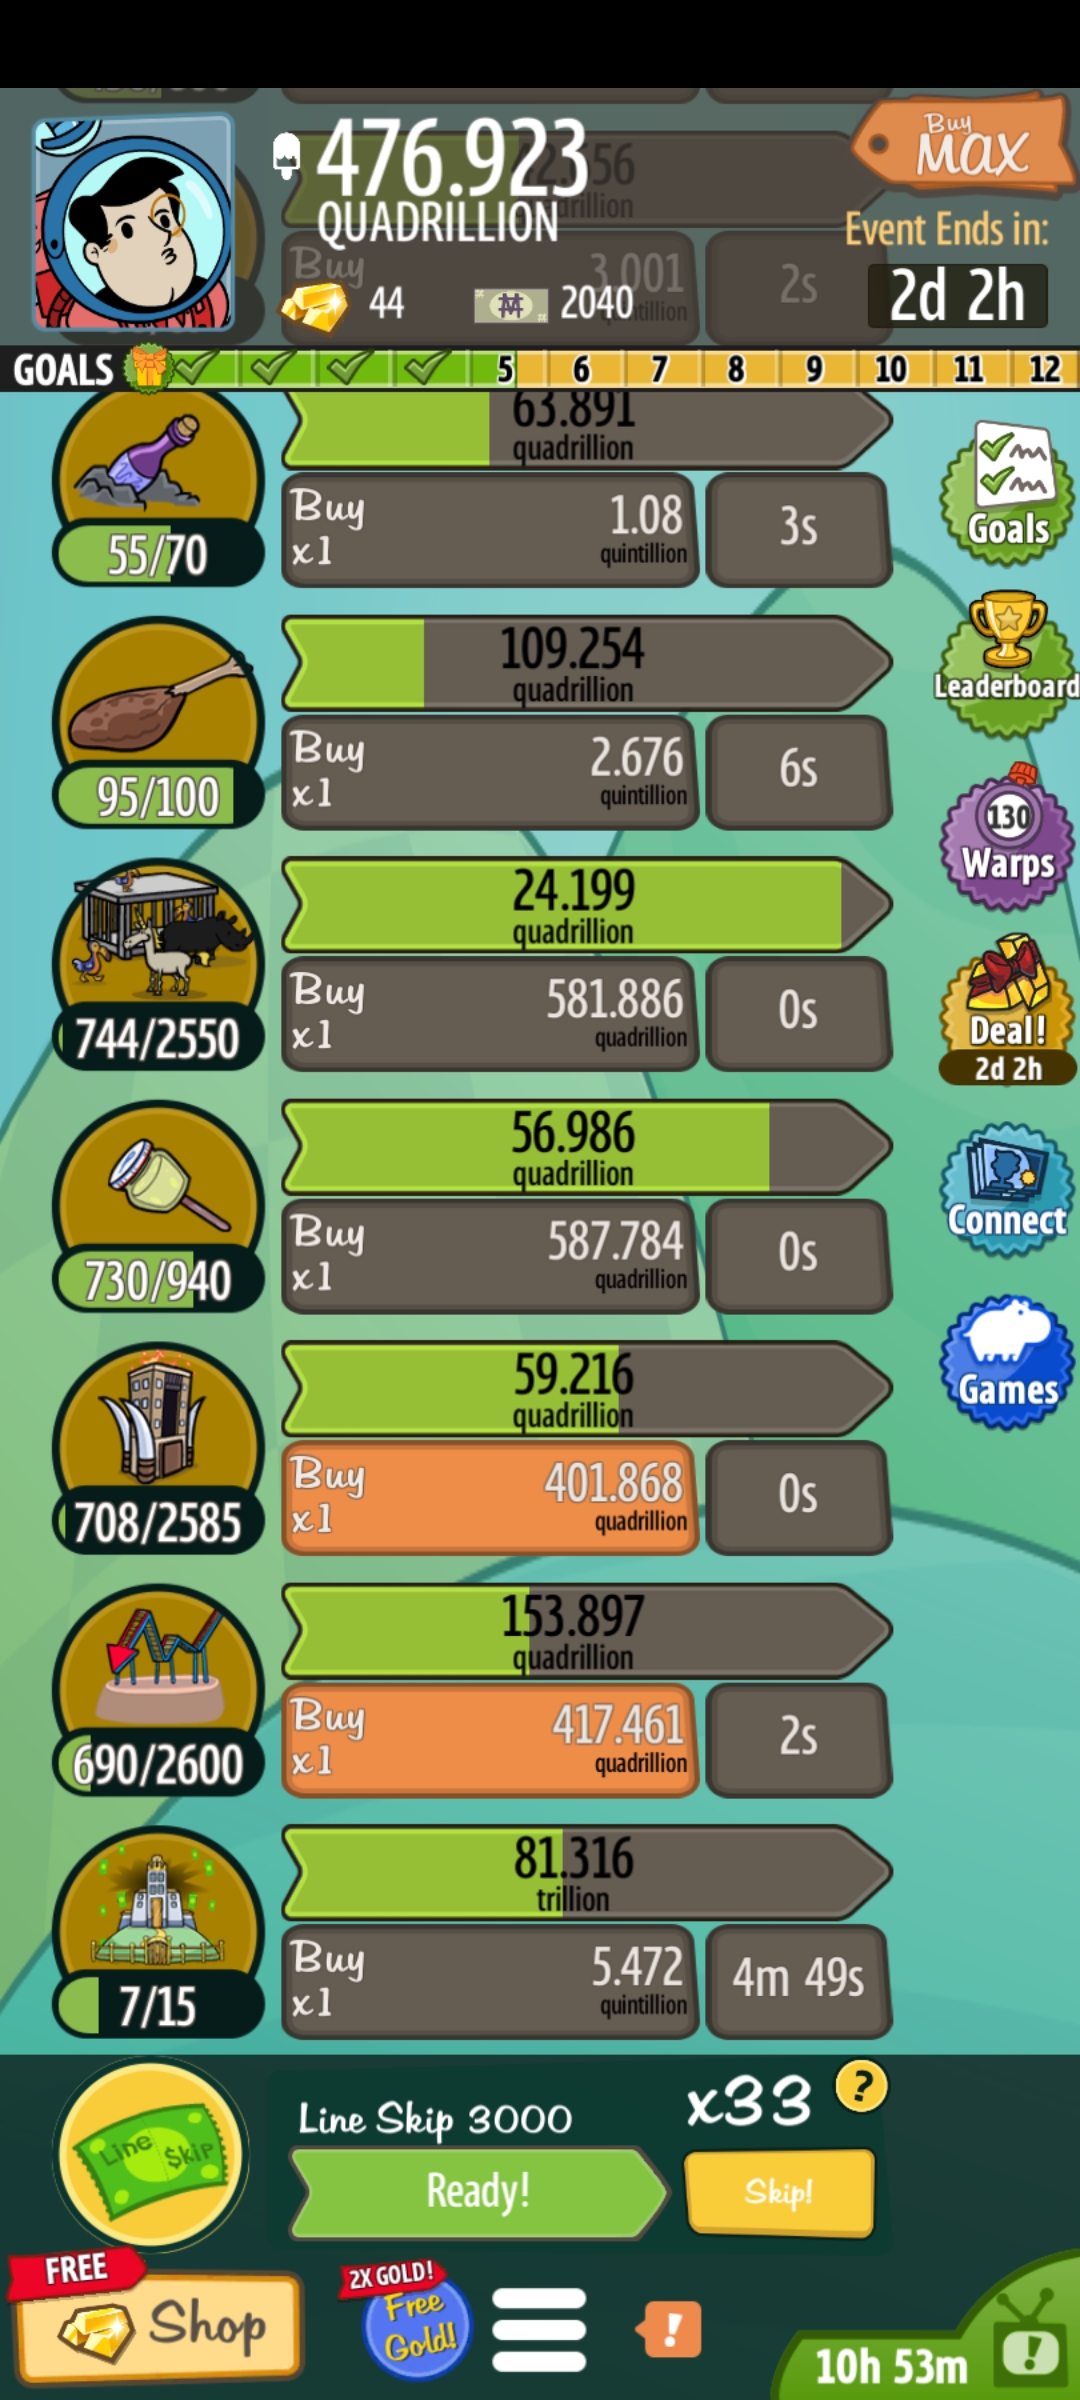 476.923
QUADRILLION
Buy
MAX
Event Ends in:
2d 2h
44
2040
Buy
3.001
2s
GOALS 5 6 7 8 9 10 11 12
63.891
quadrillion
55/70
Buy
x1
1.08
quintillion
3s
Goals
109.254
quadrillion
95/100
Buy
x1
2.676
quintillion
6s
Leaderboard
130
Warps
24.199
quadrillion
744/2550
Buy
x1
581.886
quadrillion
0s
Deal!
2d 2h
56.986
quadrillion
730/940
Buy
x1
587.784
quadrillion
0s
Connect
59.216
quadrillion
708/2585
Buy
x1
401.868
quadrillion
0s
Games
153.897
quadrillion
690/2600
Buy
x1
417.461
quadrillion
2s
81.316
trillion
7/15
Buy
x1
5.472
quintillion
4m 49s
Line $kip
Line Skip 3000
x33
?
Ready!
Skip!
FREE
Shop
2X GOLD!
Free
Gold!
!
10h 53m
!